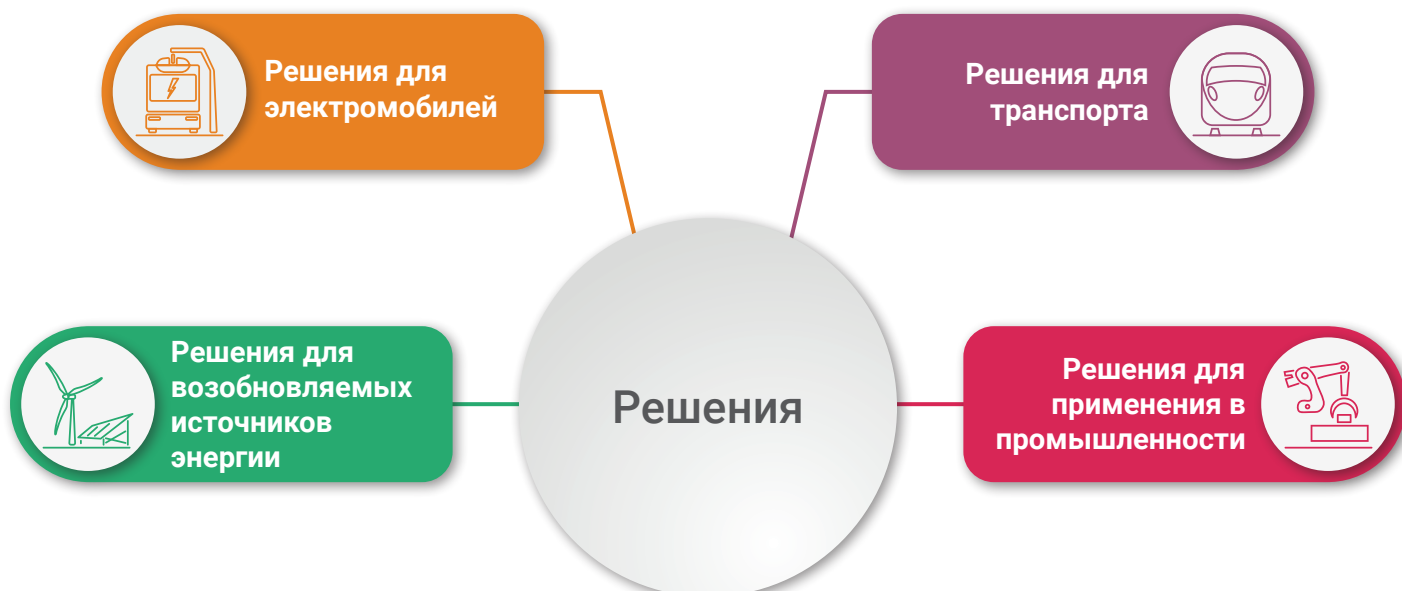 Решения для
электромобилей
Решения для
транспорта
Решения для
возобновляемых
источников
энергии
Решения
Решения для
применения в
промышленности